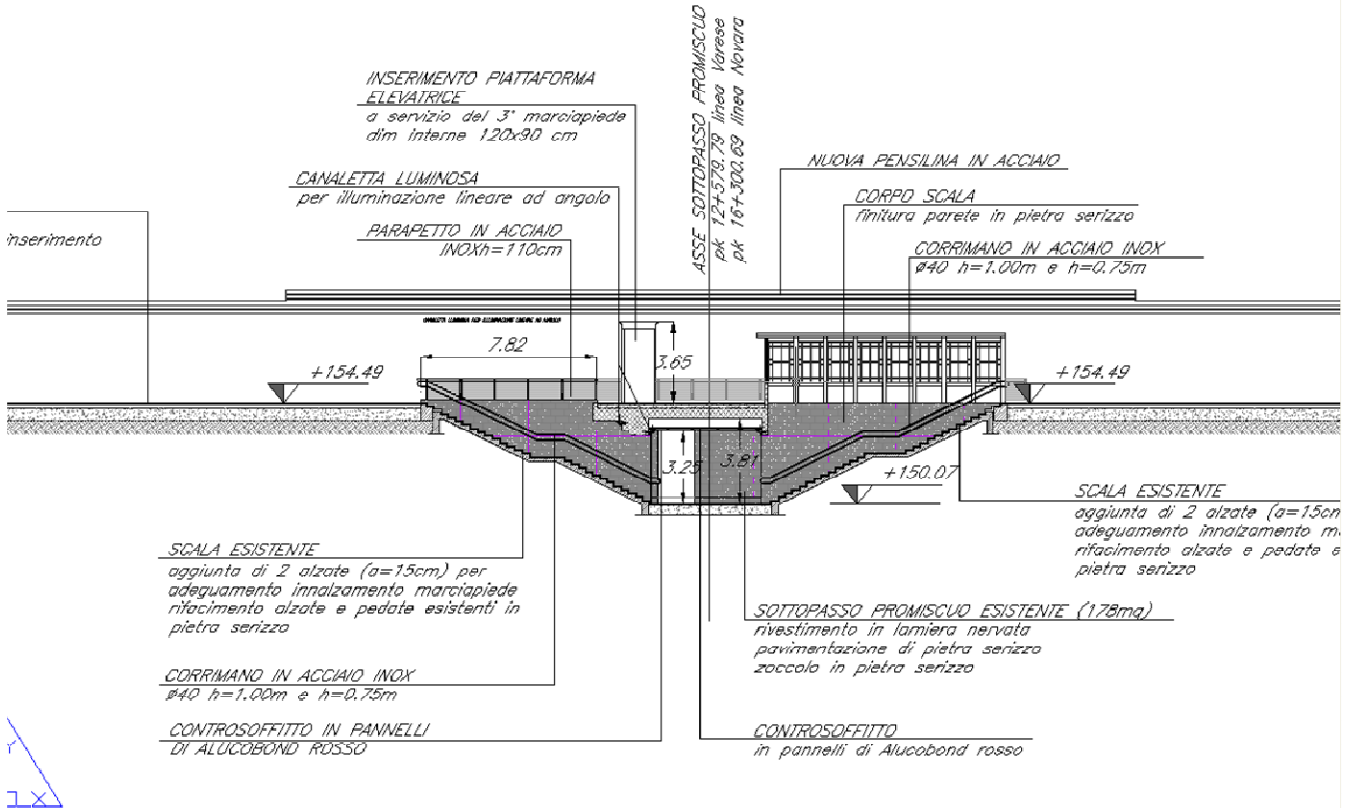 INSERIMENTO PIATTAFORMA
ELEVATRICE
a servizio del 3° marciapiede
dim interne 120x90 cm
CANALETTA LUMINOSA
per illuminazione lineare ad angolo
PARAPETTO IN ACCIAIO
INOXh=110cm
ASSE SOTTOPASSO PROMISCUO
pk 12+579.79 linea Varese
pk 16+300.69 linea Novara
NUOVA PENSILINA IN ACCIAIO
CORPO SCALA
finitura parete in pietra serizzo
CORRIMANO IN ACCIAIO INOX
ø40 h=1.00m e h=0.75m
inserimento
CANALETTA LUMINOSA PER ILLUMINAZIONE LINEARE AD ANGOLO
7.82
3.65
+154.49
+154.49
3.25
3.81
+150.07
SCALA ESISTENTE
aggiunta di 2 alzate (a=15cm) per
adeguamento innalzamento marciapiede
rifacimento alzate e pedate esistenti in
pietra serizzo
SCALA ESISTENTE
aggiunta di 2 alzate (a=15cm
adeguamento innalzamento m
rifacimento alzate e pedate e
pietra serizzo
SOTTOPASSO PROMISCUO ESISTENTE (178mq)
rivestimento in lamiera nervata
pavimentazione di pietra serizzo
zoccolo in pietra serizzo
CORRIMANO IN ACCIAIO INOX
ø40 h=1.00m e h=0.75m
CONTROSOFFITTO IN PANNELLI
DI ALUCOBOND ROSSO
CONTROSOFFITTO
in pannelli di Alucobond rosso
Y
X